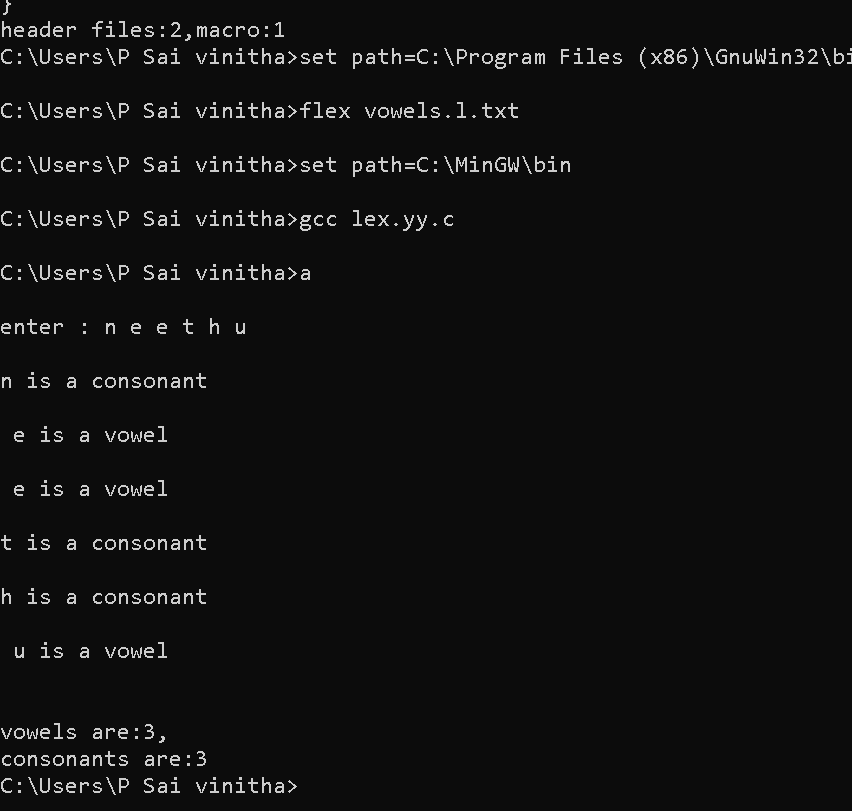 }
header files:2,macro:1
C:\Users\P Sai vinitha>set path=C:\Program Files (x86)\GnuWin32\bi
C:\Users\P Sai vinitha>flex vowels.l.txt
C:\Users\P Sai vinitha>set path=C:\MinGW\bin
C:\Users\P Sai vinitha>gcc lex.yy.c
C:\Users\P Sai vinitha>a
enter : n e e t h u
n is a consonant
e is a vowel
e is a vowel
t is a consonant
h is a consonant
u is a vowel
vowels are:3,
consonants are:3
C:\Users\P Sai vinitha>